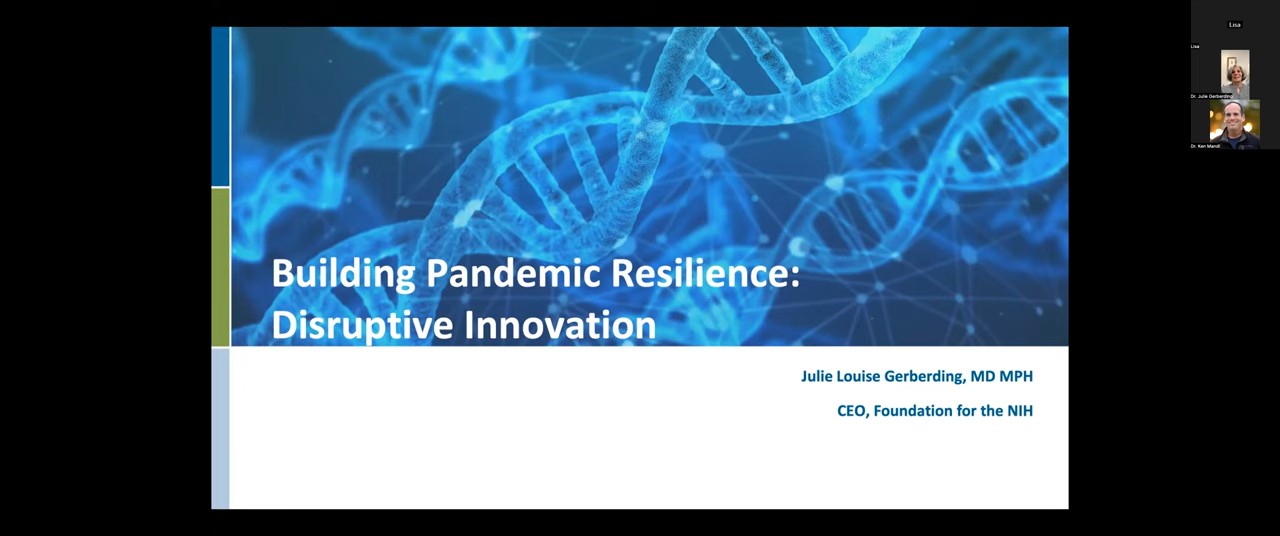 Building Pandemic Resilience:
Disruptive Innovation
Julie Louise Gerberding, MD MPH
CEO, Foundation for the NIH
Lisa
Lisa
Dr. Julie Gerberding
Dr. Ken Mandl